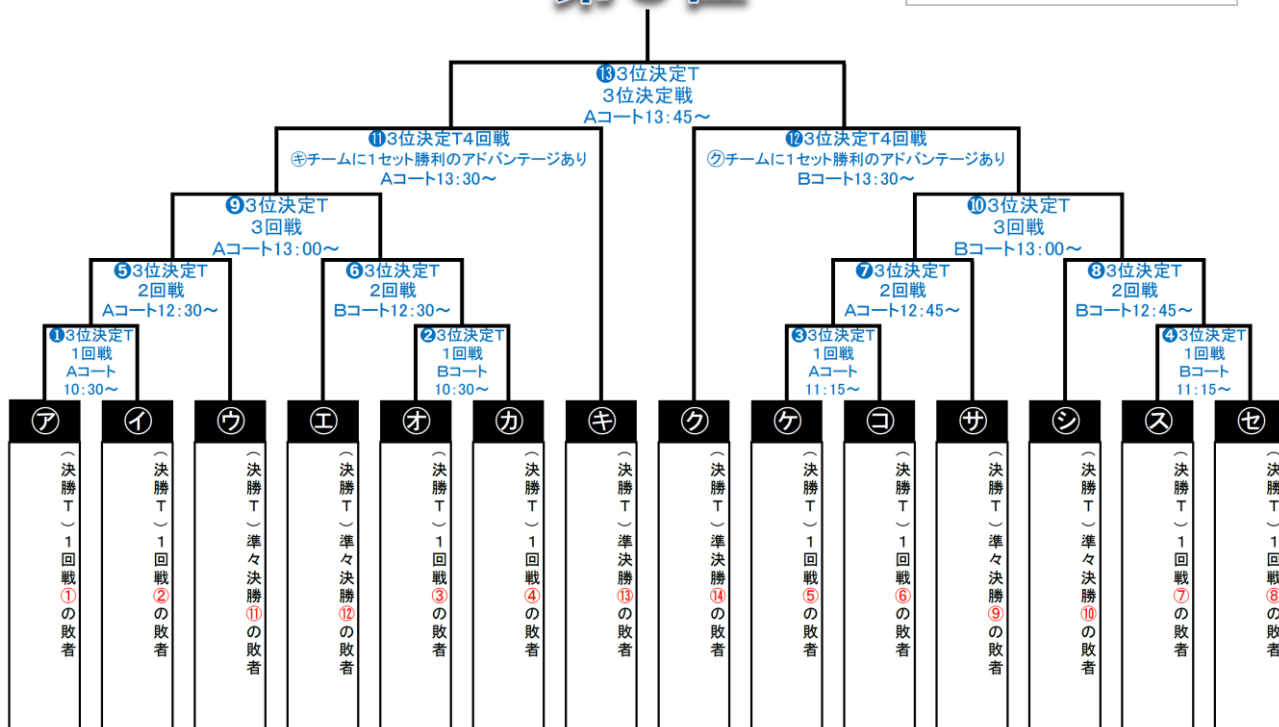 ⓭3位決定T
3位決定戦
Aコート13:45～
⓫3位決定T4回戦
㋖チームに1セット勝利のアドバンテージあり
Aコート13:30～
⓬3位決定T4回戦
㋗チームに1セット勝利のアドバンテージあり
Bコート13:30～
❾3位決定T
3回戦
Aコート13:00～
❿3位決定T
3回戦
Bコート13:00～
❺3位決定T
2回戦
Aコート12:30～
❻3位決定T
2回戦
Bコート12:30～
❼3位決定T
2回戦
Aコート12:45～
❽3位決定T
2回戦
Bコート12:45～
❶3位決定T
1回戦
Aコート
10:30～
❷3位決定T
1回戦
Bコート
10:30～
❸3位決定T
1回戦
Aコート
11:15～
❹3位決定T
1回戦
Bコート
11:15～
㋐
㋑
㋒
㋓
㋔
㋕
㋖
㋗
㋘
㋙
㋚
㋛
㋜
㋝
（決勝T）1回戦①の敗者
（決勝T）1回戦②の敗者
（決勝T）準々決勝⑪の敗者
（決勝T）準々決勝⑫の敗者
（決勝T）1回戦③の敗者
（決勝T）1回戦④の敗者
（決勝T）準決勝⑬の敗者
（決勝T）準決勝⑭の敗者
（決勝T）1回戦⑤の敗者
（決勝T）1回戦⑥の敗者
（決勝T）準々決勝⑨の敗者
（決勝T）準々決勝⑩の敗者
（決勝T）1回戦⑦の敗者
（決勝T）1回戦⑧の敗者